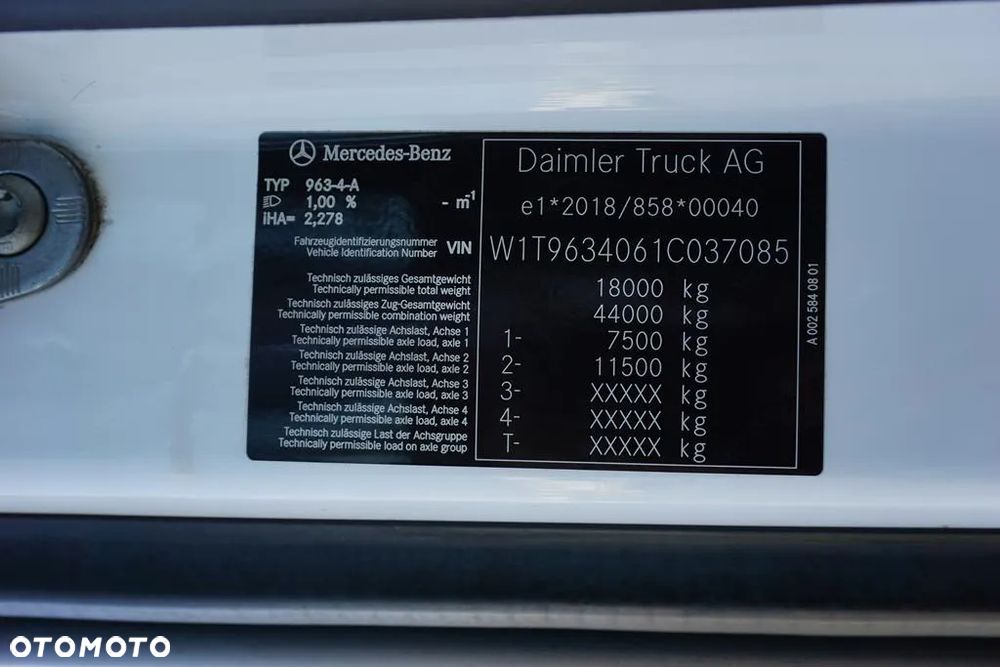 Mercedes-Benz
TYP 963-4-A
1,00 % - m⁻¹
iHA= 2,278
Daimler Truck AG
e1*2018/858*00040
Fahrzeugidentifizierungsnummer
Vehicle Identification Number VIN W1T9634061C037085
Technisch zulässiges Gesamtgewicht
Technically permissible total weight 18000 kg
Technisch zulässiges Zug-Gesamtgewicht
Technically permissible combination weight 44000 kg
Technisch zulässige Achslast, Achse 1
Technically permissible axle load, axle 1 1- 7500 kg
Technisch zulässige Achslast, Achse 2
Technically permissible axle load, axle 2 2- 11500 kg
Technisch zulässige Achslast, Achse 3
Technically permissible axle load, axle 3 3- XXXXX kg
Technisch zulässige Achslast, Achse 4
Technically permissible axle load, axle 4 4- XXXXX kg
Technisch zulässige Last der Achsgruppe
Technically permissible load on axle group T- XXXXX kg
A 002 584 08 01
OTOMOTO